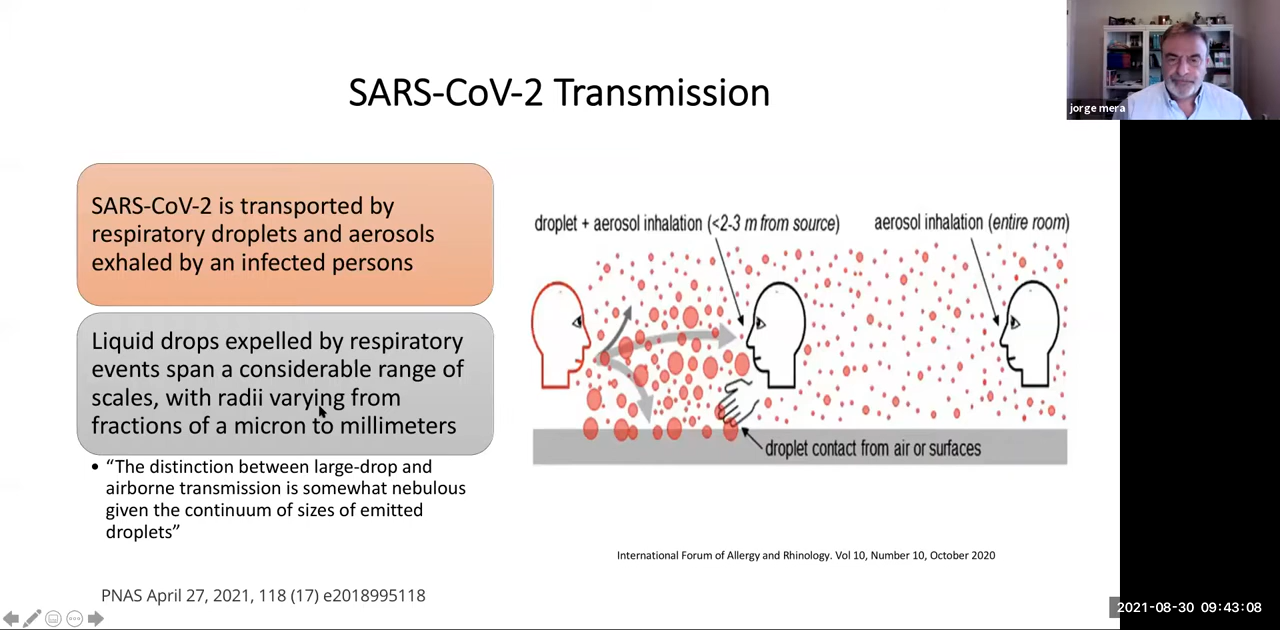 SARS-CoV-2 Transmission
jorge mera
SARS-CoV-2 is transported by
respiratory droplets and aerosols
exhaled by an infected persons
Liquid drops expelled by respiratory
events span a considerable range of
scales, with radii varying from
fractions of a micron to millimeters
• “The distinction between large-drop and
airborne transmission is somewhat nebulous
given the continuum of sizes of emitted
droplets”
PNAS April 27, 2021, 118 (17) e2018995118
droplet + aerosol inhalation (<2-3 m from source)
aerosol inhalation (entire room)
droplet contact from air or surfaces
International Forum of Allergy and Rhinology. Vol 10, Number 10, October 2020
2021-08-30 09:43:08